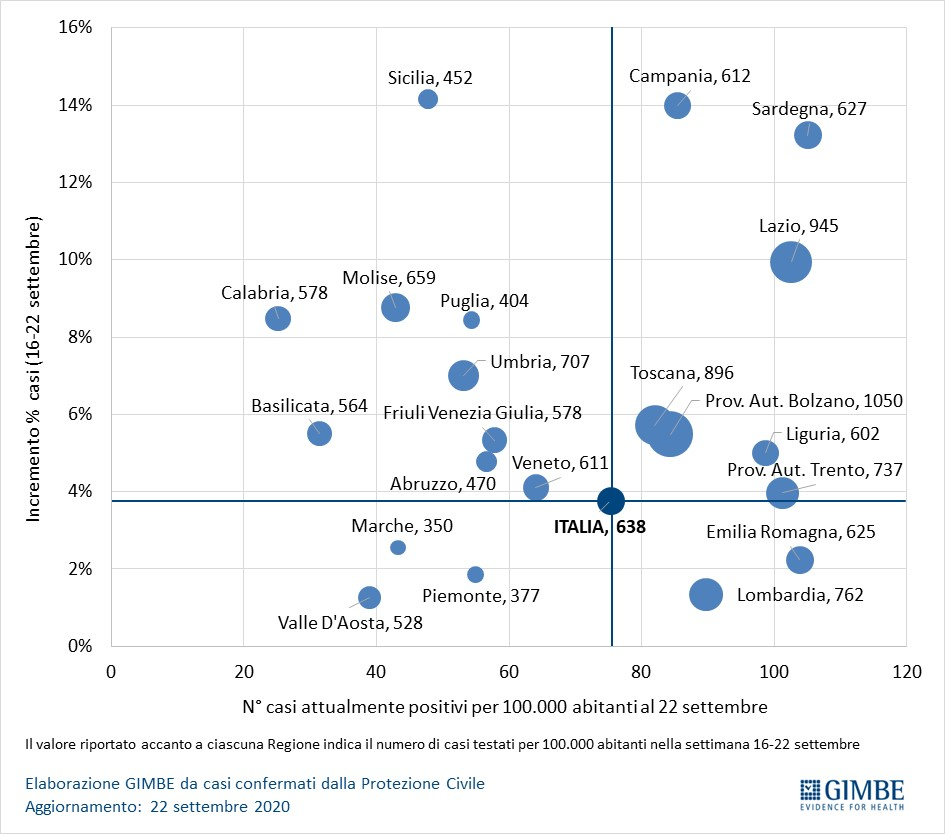 16%
14%
12%
10%
8%
6%
4%
2%
0%
Incremento % casi (16-22 settembre)
Sicilia, 452
Campania, 612
Sardegna, 627
Lazio, 945
Molise, 659
Calabria, 578
Puglia, 404
Umbria, 707
Toscana, 896
Prov. Aut. Bolzano, 1050
Basilicata, 564
Friuli Venezia Giulia, 578
Liguria, 602
Veneto, 611
Prov. Aut. Trento, 737
Abruzzo, 470
ITALIA, 638
Marche, 350
Emilia Romagna, 625
Piemonte, 377
Lombardia, 762
Valle D'Aosta, 528
0 20 40 60 80 100 120
N° casi attualmente positivi per 100.000 abitanti al 22 settembre
Il valore riportato accanto a ciascuna Regione indica il numero di casi testati per 100.000 abitanti nella settimana 16-22 settembre
Elaborazione GIMBE da casi confermati dalla Protezione Civile
Aggiornamento: 22 settembre 2020
GIMBE
EVIDENCE FOR HEALTH